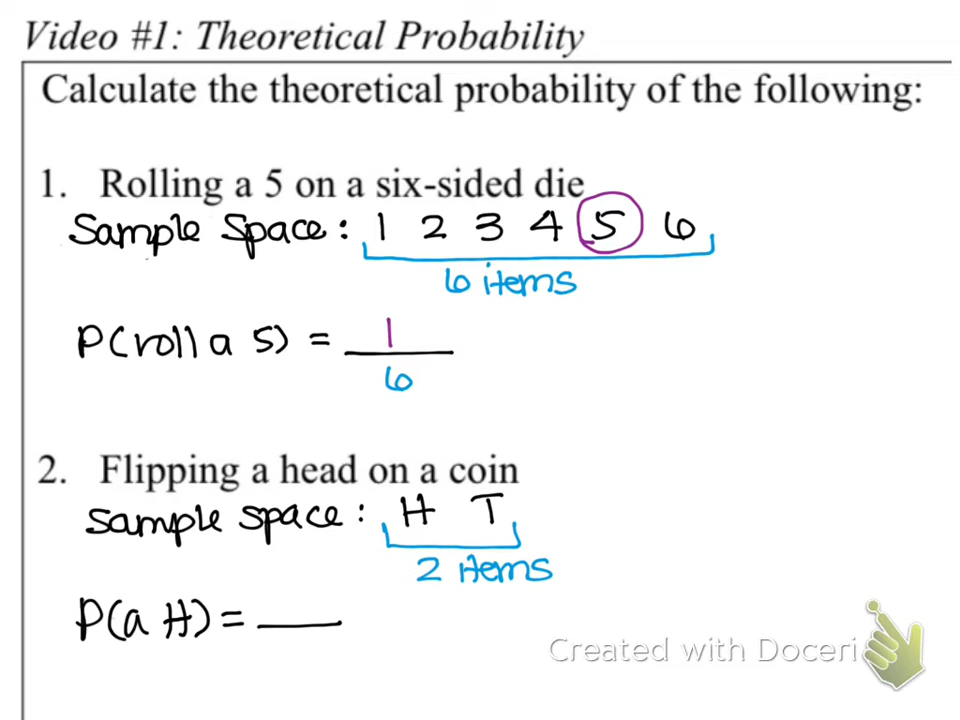 Video #1: Theoretical Probability
Calculate the theoretical probability of the following:
1. Rolling a 5 on a six-sided die
Sample Space: 1 2 3 4 5 6
6 items
P(roll a 5) = 1
6
2. Flipping a head on a coin
Sample space: H T
2 items
P(a H) = ___
Created with Doceri